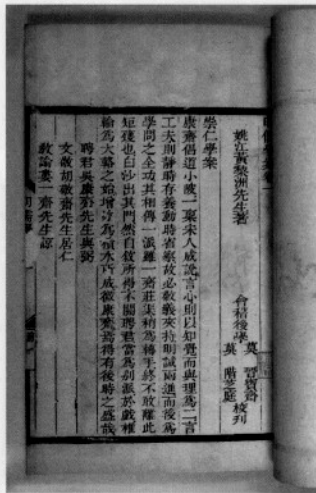 姚江黃黎洲先生著 會稽後學 莫晉寶齋 莫階芝庭 校刊
崇仁學案
康齋倡道小陂一稟宋人成說言心則以知覺而與理為二言
工夫則靜時存養動時省察故必敬義夾持明誠兩進而後為
學問之全功其相傳一派雖一齋莊渠稍為轉手終不敢離此
矩矱也白沙出其門然自敘所得不關聘君當為別派於戲椎
輪為大輅之始增冰為積水所成微康齋焉得有後時之盛哉
聘君吳康齋先生與弼
文敬胡敬齋先生居仁
教諭婁一齋先生諒